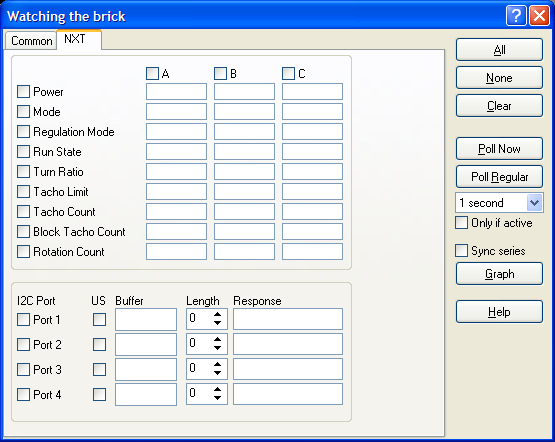 Watching the brick
Common NXT
A B C
Power
Mode
Regulation Mode
Run State
Turn Ratio
Tacho Limit
Tacho Count
Block Tacho Count
Rotation Count
I2C Port US Buffer Length Response
Port 1 0
Port 2 0
Port 3 0
Port 4 0
All
None
Clear
Poll Now
Poll Regular
1 second
Only if active
Sync series
Graph
Help